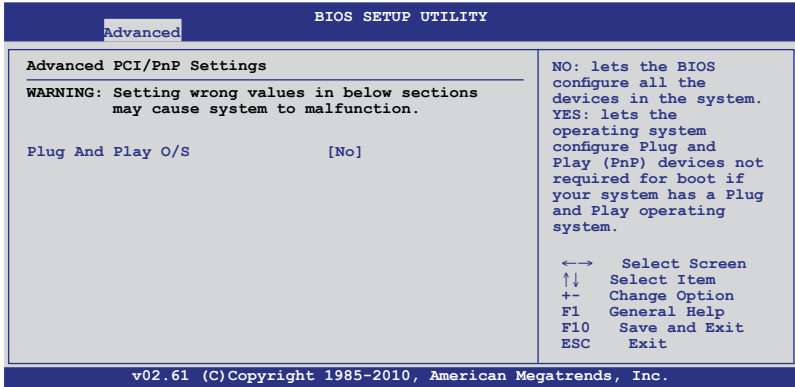 BIOS SETUP UTILITY
Advanced
Advanced PCI/PnP Settings
WARNING: Setting wrong values in below sections
may cause system to malfunction.
Plug And Play O/S [No]
NO: lets the BIOS
configure all the
devices in the system.
YES: lets the
operating system
configure Plug and
Play (PnP) devices not
required for boot if
your system has a Plug
and Play operating
system.
←→ Select Screen
↑↓ Select Item
+- Change Option
F1 General Help
F10 Save and Exit
ESC Exit
v02.61 (C)Copyright 1985-2010, American Megatrends, Inc.